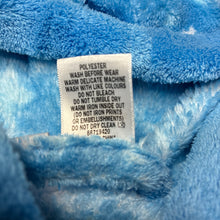 POLYESTER
WASH BEFORE WEAR
WARM DELICATE MACHINE
WASH WITH LIKE COLOURS
DO NOT BLEACH
DO NOT TUMBLE DRY
WARM IRON INSIDE OUT
(DO NOT IRON PRINTS
OR EMBELLISHMENTS)
DO NOT DRY CLEAN
66719420